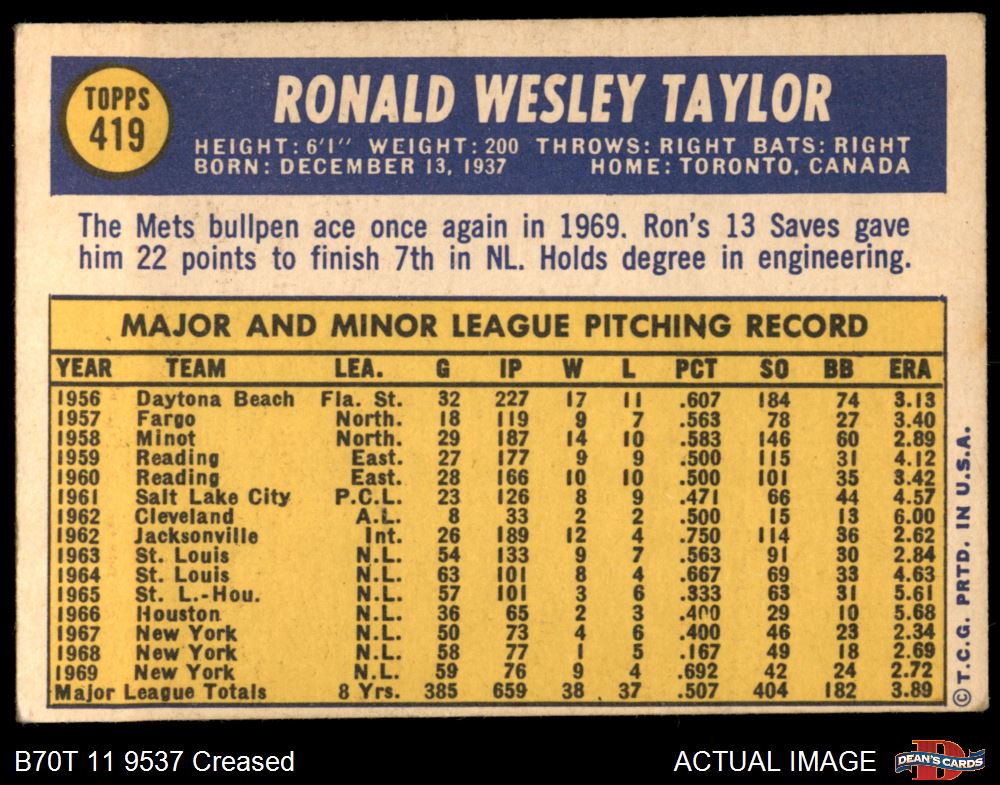 TOPPS
419
RONALD WESLEY TAYLOR
HEIGHT: 6'1" WEIGHT: 200 THROWS: RIGHT BATS: RIGHT
BORN: DECEMBER 13, 1937 HOME: TORONTO, CANADA
The Mets bullpen ace once again in 1969. Ron's 13 Saves gave
him 22 points to finish 7th in NL. Holds degree in engineering.
MAJOR AND MINOR LEAGUE PITCHING RECORD
YEAR TEAM LEA. G IP W L PCT SO BB ERA
1956 Daytona Beach Fla. St. 32 227 17 11 .607 184 74 3.13
1957 Fargo North. 18 119 9 7 .563 78 27 3.40
1958 Minot North. 29 187 14 10 .583 146 60 2.89
1959 Reading East. 27 177 9 9 .500 115 31 4.12
1960 Reading East. 28 166 10 10 .500 101 35 3.42
1961 Salt Lake City P.C.L. 23 126 8 9 .471 66 44 4.57
1962 Cleveland A.L. 8 33 2 2 .500 15 13 6.00
1962 Jacksonville Int. 26 189 12 4 .750 114 36 2.62
1963 St. Louis N.L. 54 133 9 7 .563 91 30 2.84
1964 St. Louis N.L. 63 101 8 4 .667 69 33 4.63
1965 St. L.-Hou. N.L. 57 101 3 6 .333 63 31 5.61
1966 Houston N.L. 36 65 2 3 .400 29 10 5.68
1967 New York N.L. 50 73 4 6 .400 46 23 2.34
1968 New York N.L. 58 77 1 5 .167 49 18 2.69
1969 New York N.L. 59 76 9 4 .692 42 24 2.72
Major League Totals 8 Yrs. 385 659 38 37 .507 404 182 3.89
© T.C.G. PRTD. IN U.S.A.
B70T 11 9537 Creased ACTUAL IMAGE
D
DEAN'S CARDS